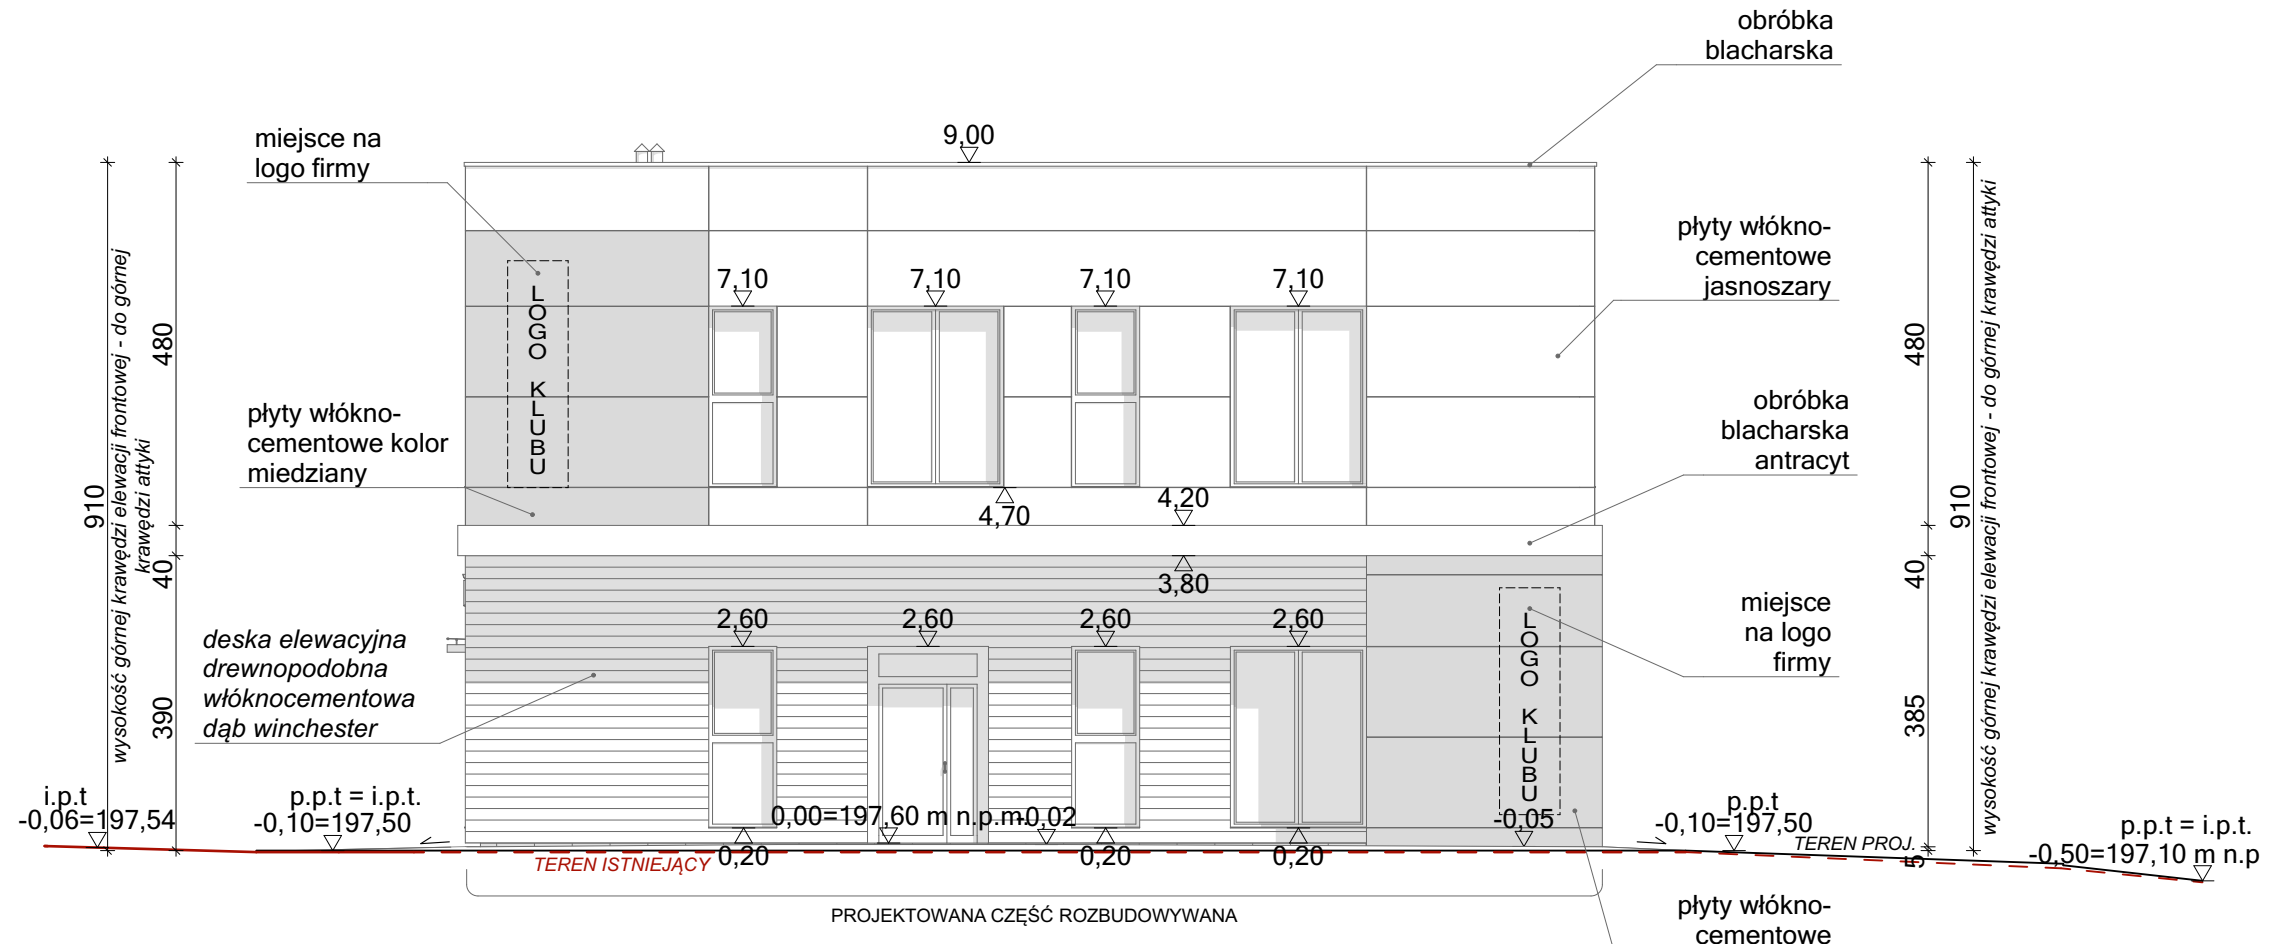 obróbka
blacharska
miejsce na
logo firmy
9,00
płyty włókno-
cementowe
jasnoszary
7,10
7,10
7,10
7,10
LOGO KLUBU
480
480
wysokość górnej krawędzi elewacji frontowej - do górnej
krawędzi attyki
910
wysokość górnej krawędzi elewacji frontowej - do górnej krawędzi attyki
910
płyty włókno-
cementowe kolor
miedziany
obróbka
blacharska
antracyt
4,70
4,20
3,80
40
40
miejsce
na logo
firmy
deska elewacyjna
drewnopodobna
włóknocementowa
dąb winchester
2,60
2,60
2,60
2,60
LOGO KLUBU
390
385
i.p.t
-0,06=197,54
p.p.t = i.p.t.
-0,10=197,50
0,00=197,60 m n.p.m.
-0,02
-0,05
p.p.t
-0,10=197,50
TEREN PROJ.
5
p.p.t = i.p.t.
-0,50=197,10 m n.p
TEREN ISTNIEJĄCY
0,20
0,20
0,20
PROJEKTOWANA CZĘŚĆ ROZBUDOWYWANA
płyty włókno-
cementowe